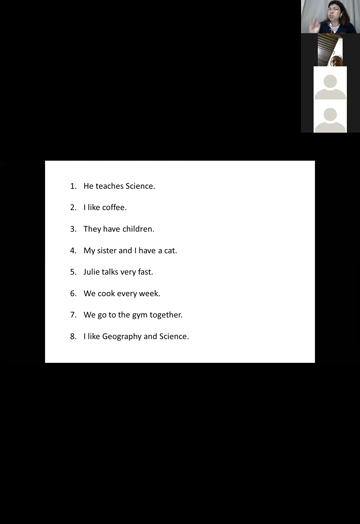 1. He teaches Science.
2. I like coffee.
3. They have children.
4. My sister and I have a cat.
5. Julie talks very fast.
6. We cook every week.
7. We go to the gym together.
8. I like Geography and Science.